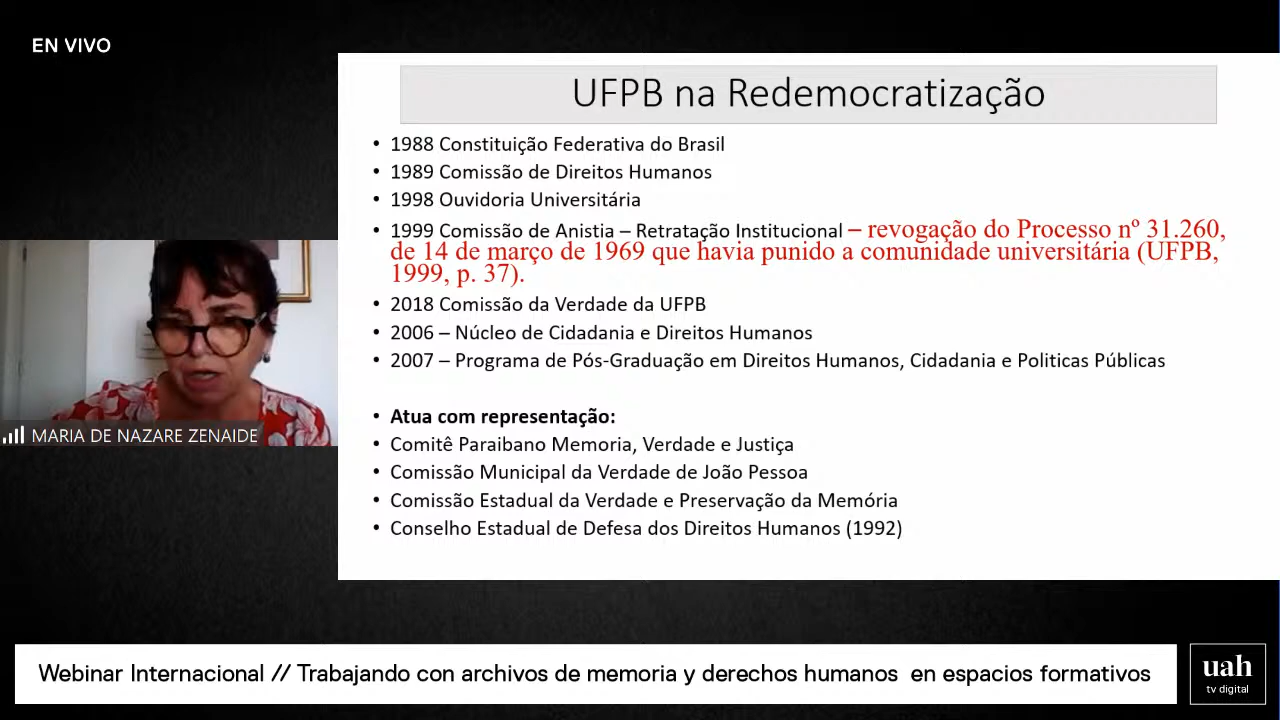 EN VIVO
UFPB na Redemocratização
• 1988 Constituição Federativa do Brasil
• 1989 Comissão de Direitos Humanos
• 1998 Ouvidoria Universitária
• 1999 Comissão de Anistia – Retratação Institucional – revogação do Processo nº 31.260,
de 14 de março de 1969 que havia punido a comunidade universitária (UFPB,
1999, p. 37).
• 2018 Comissão da Verdade da UFPB
• 2006 – Núcleo de Cidadania e Direitos Humanos
• 2007 – Programa de Pós-Graduação em Direitos Humanos, Cidadania e Politicas Públicas
• Atua com representação:
• Comitê Paraibano Memoria, Verdade e Justiça
• Comissão Municipal da Verdade de João Pessoa
• Comissão Estadual da Verdade e Preservação da Memória
• Conselho Estadual de Defesa dos Direitos Humanos (1992)
MARIA DE NAZARE ZENAIDE
Webinar Internacional // Trabajando con archivos de memoria y derechos humanos en espacios formativos
uah
tv digital